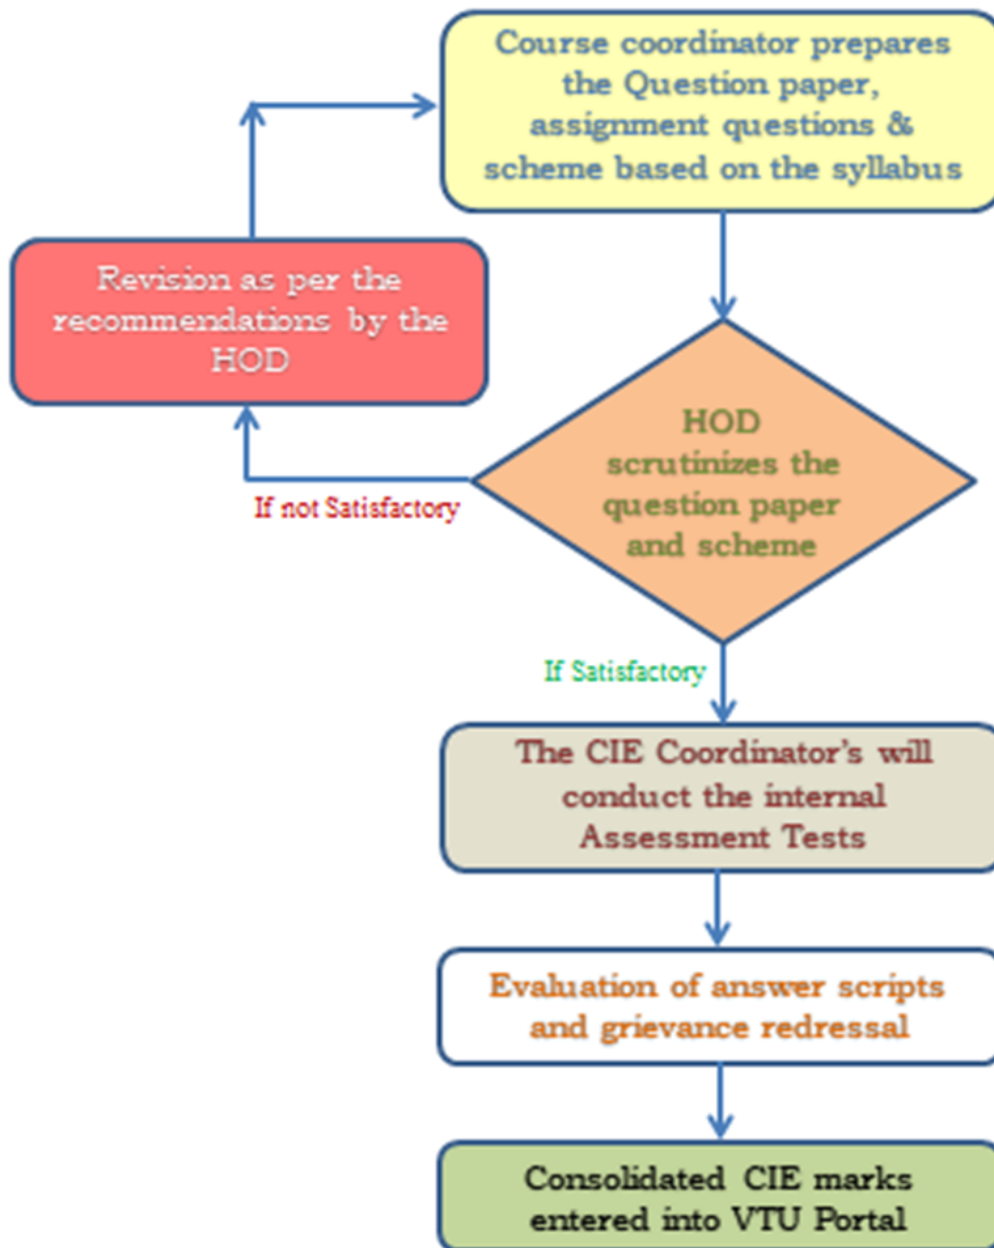 Course coordinator prepares
the Question paper,
assignment questions &
scheme based on the syllabus
Revision as per the
recommendations by the
HOD
HOD
scrutinizes the
question paper
and scheme
If not Satisfactory
If Satisfactory
The CIE Coordinator's will
conduct the internal
Assessment Tests
Evaluation of answer scripts
and grievance redressal
Consolidated CIE marks
entered into VTU Portal